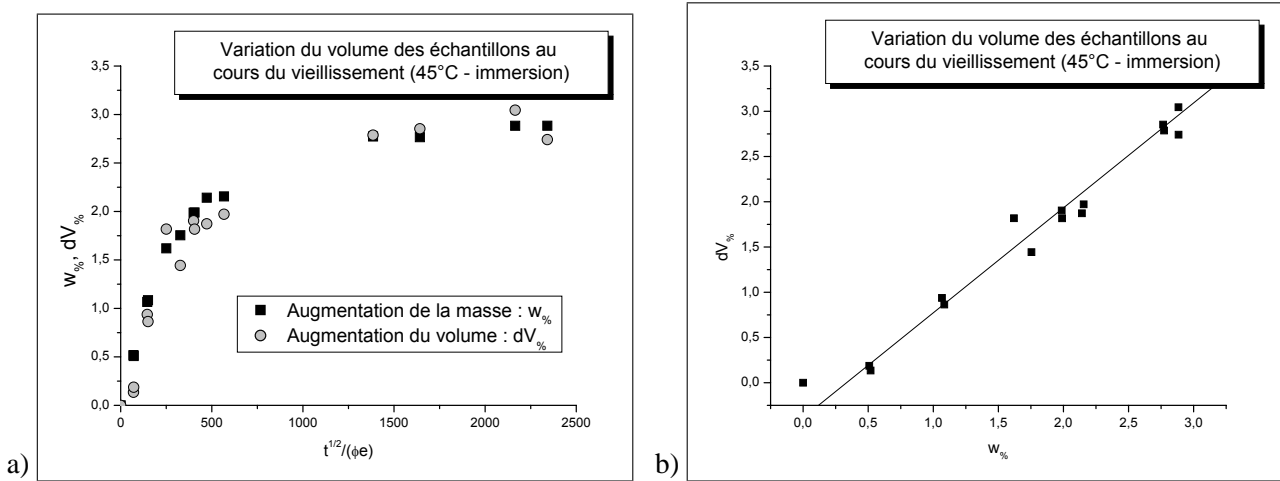 Variation du volume des échantillons au
cours du vieillissement (45°C - immersion)
3,5
3,0
2,5
2,0
1,5
1,0
0,5
0,0
w%, dV%
Augmentation de la masse : w%
Augmentation du volume : dV%
0 500 1000 1500 2000 2500
t^1/2/(ϕe)
a)
Variation du volume des échantillons au
cours du vieillissement (45°C - immersion)
3,5
3,0
2,5
2,0
1,5
1,0
0,5
0,0
dV%
0,0 0,5 1,0 1,5 2,0 2,5 3,0
w%
b)